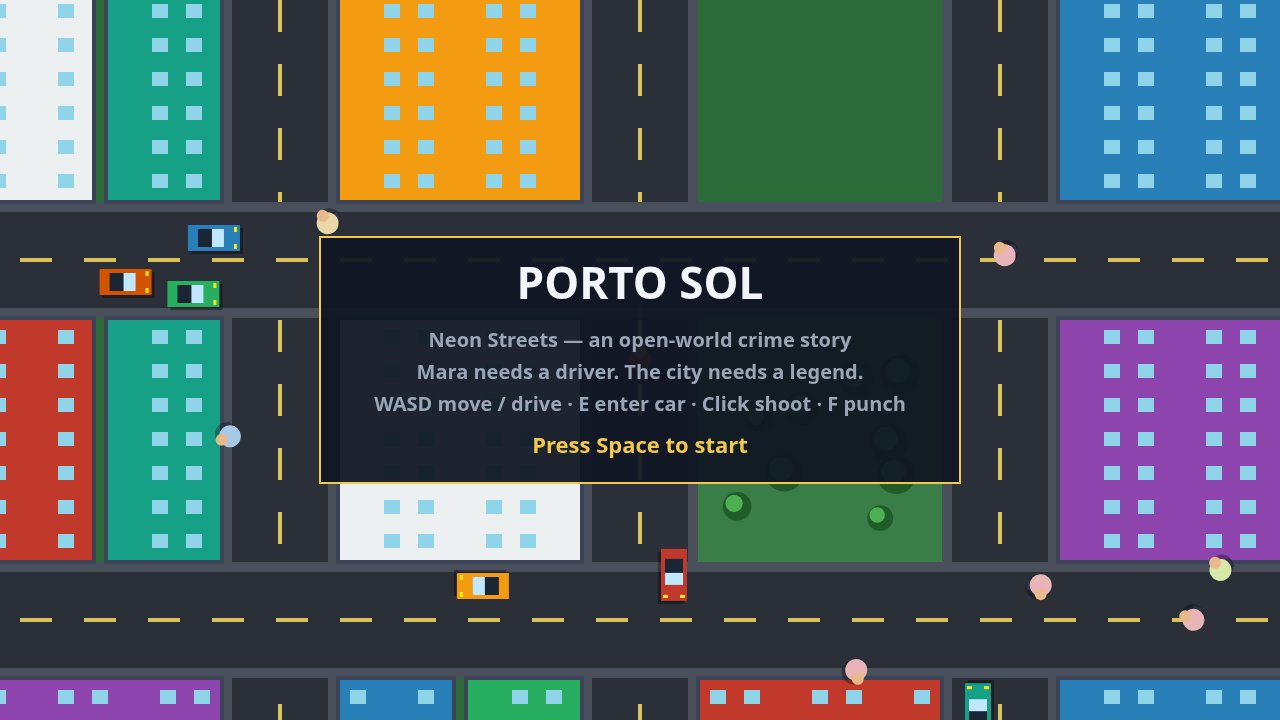 PORTO SOL
Neon Streets — an open-world crime story
Mara needs a driver. The city needs a legend.
WASD move / drive · E enter car · Click shoot · F punch
Press Space to start